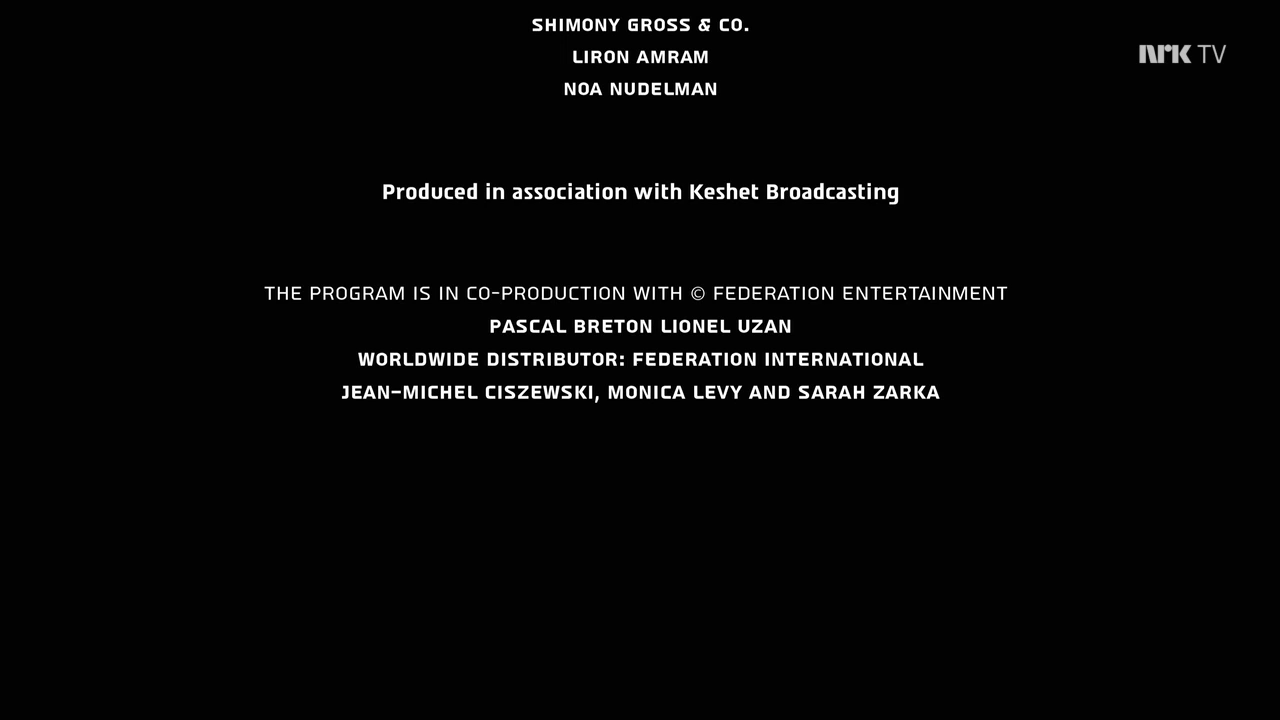 SHIMONY GROSS & CO.
nrk TV
LIRON AMRAM
NOA NUDELMAN
Produced in association with Keshet Broadcasting
THE PROGRAM IS IN CO-PRODUCTION WITH © FEDERATION ENTERTAINMENT
PASCAL BRETON LIONEL UZAN
WORLDWIDE DISTRIBUTOR: FEDERATION INTERNATIONAL
JEAN-MICHEL CISZEWSKI, MONICA LEVY AND SARAH ZARKA